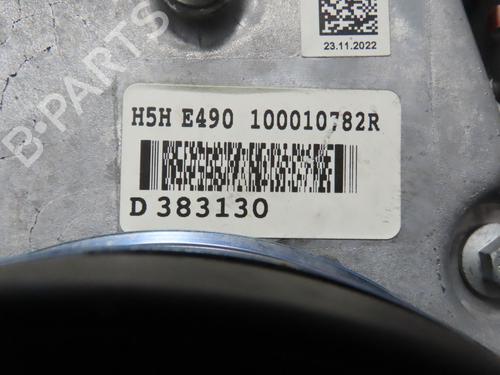 B-PARTS
23.11.2022
H5H E490 100010782R
D 383130